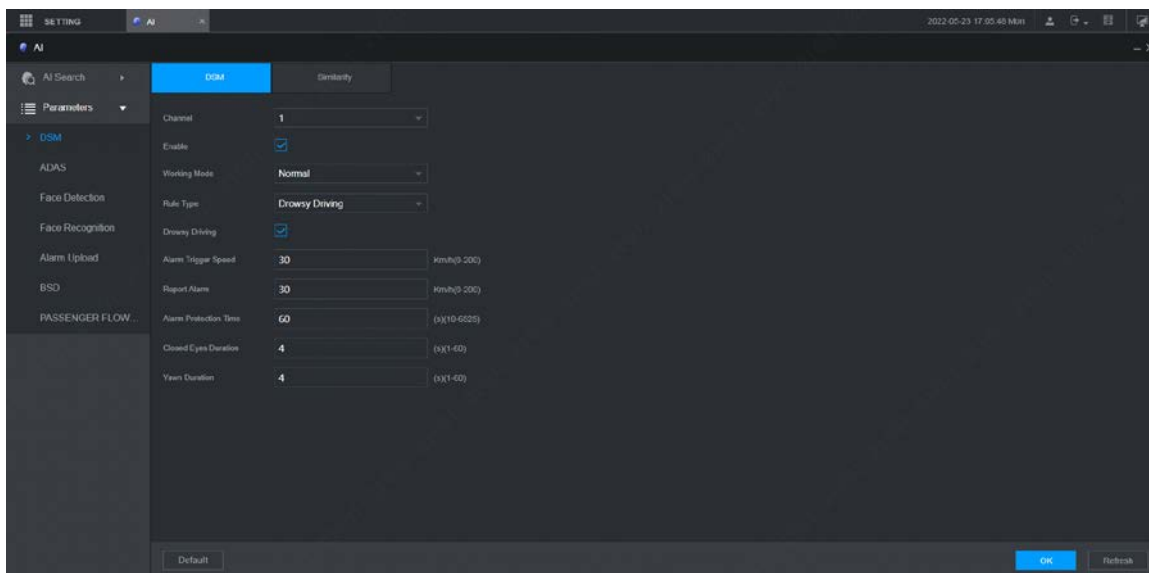 SETTING
AI
2022-05-23 17:05:48 Mon
AI
AI Search
Parameters
DSM
ADAS
Face Detection
Face Recognition
Alarm Upload
BSD
PASSENGER FLOW...
DSM
Similarity
Channel 1
Enable
Working Mode Normal
Rule Type Drowsy Driving
Drowsy Driving
Alarm Trigger Speed 30 Km/h(0-200)
Report Alarm 30 Km/h(0-200)
Alarm Protection Time 60
Closed Eyes Duration 4 (s)(1-60)
Yawn Duration 4 (s)(1-60)
Default
OK
Refresh